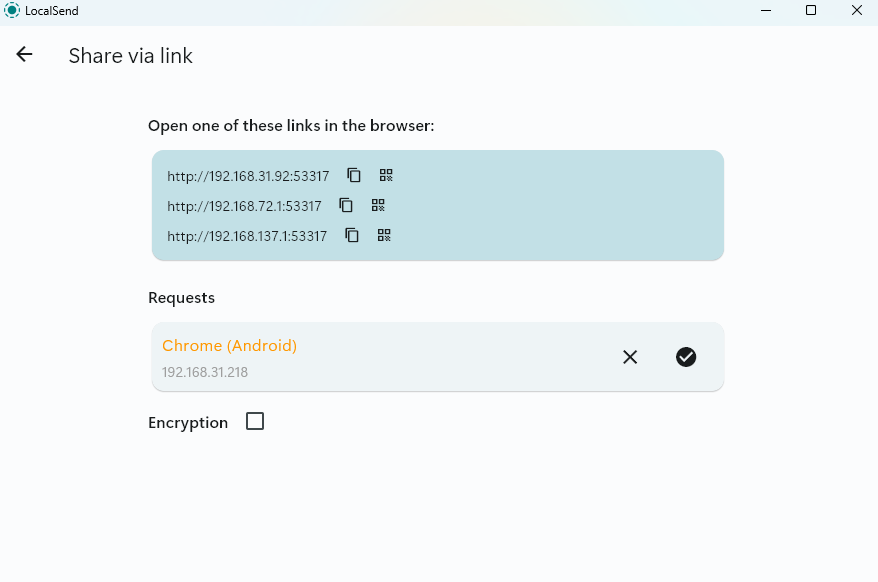 LocalSend
Share via link
Open one of these links in the browser:
http://192.168.31.92:53317
http://192.168.72.1:53317
http://192.168.137.1:53317
Requests
Chrome (Android)
192.168.31.218
Encryption